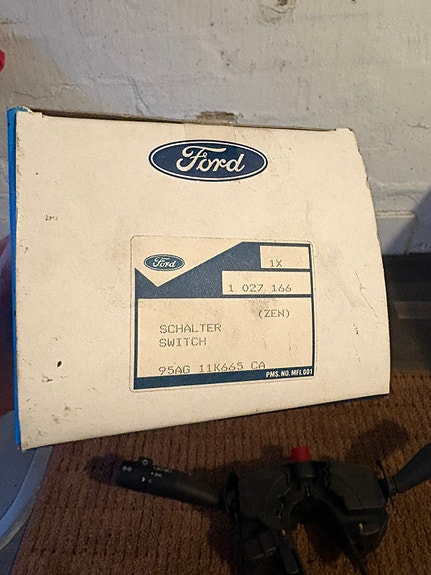 Ford
Ford
1X
1 027 166
(ZEN)
SCHALTER
SWITCH
95AG 11K665 CA
PMS. NO. MFL 001